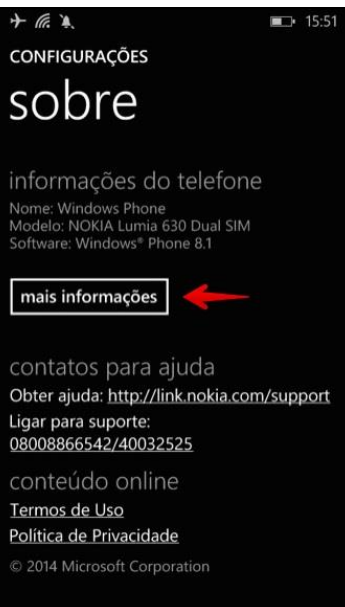 15:51
CONFIGURAÇÕES
sobre
informações do telefone
Nome: Windows Phone
Modelo: NOKIA Lumia 630 Dual SIM
Software: Windows® Phone 8.1
mais informações
contatos para ajuda
Obter ajuda: http://link.nokia.com/support
Ligar para suporte:
08008866542/40032525
conteúdo online
Termos de Uso
Política de Privacidade
© 2014 Microsoft Corporation